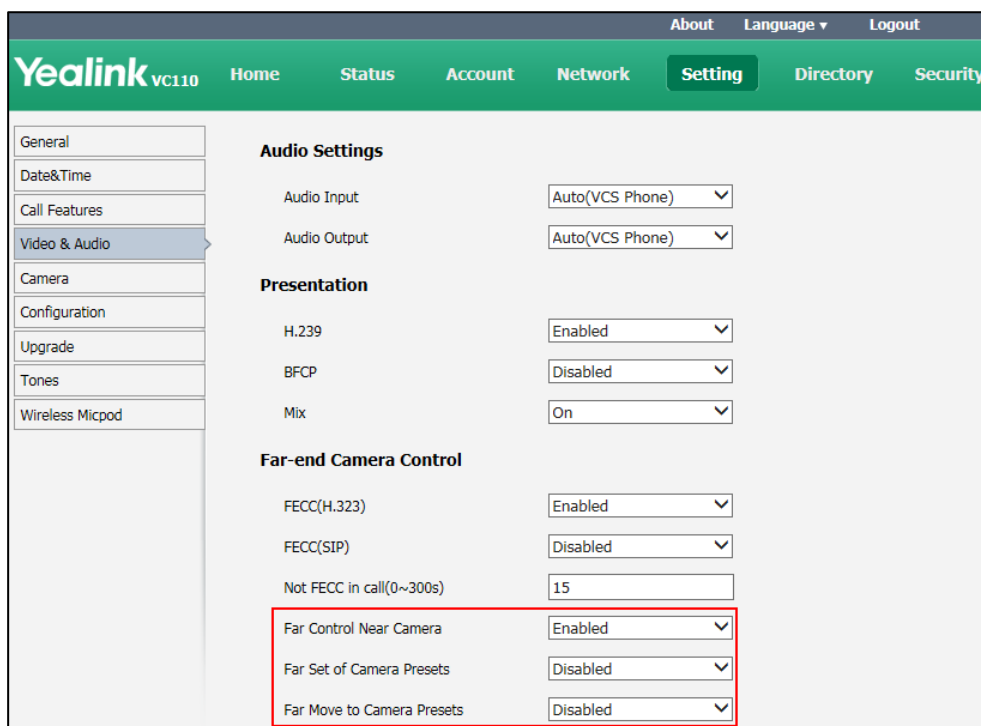 About Language ▾ Logout
Yealink VC110 Home Status Account Network Setting Directory Security
General
Date&Time
Call Features
Video & Audio
Camera
Configuration
Upgrade
Tones
Wireless Micpod
Audio Settings
Audio Input Auto(VCS Phone)
Audio Output Auto(VCS Phone)
Presentation
H.239 Enabled
BFCP Disabled
Mix On
Far-end Camera Control
FECC(H.323) Enabled
FECC(SIP) Disabled
Not FECC in call(0~300s) 15
Far Control Near Camera Enabled
Far Set of Camera Presets Disabled
Far Move to Camera Presets Disabled